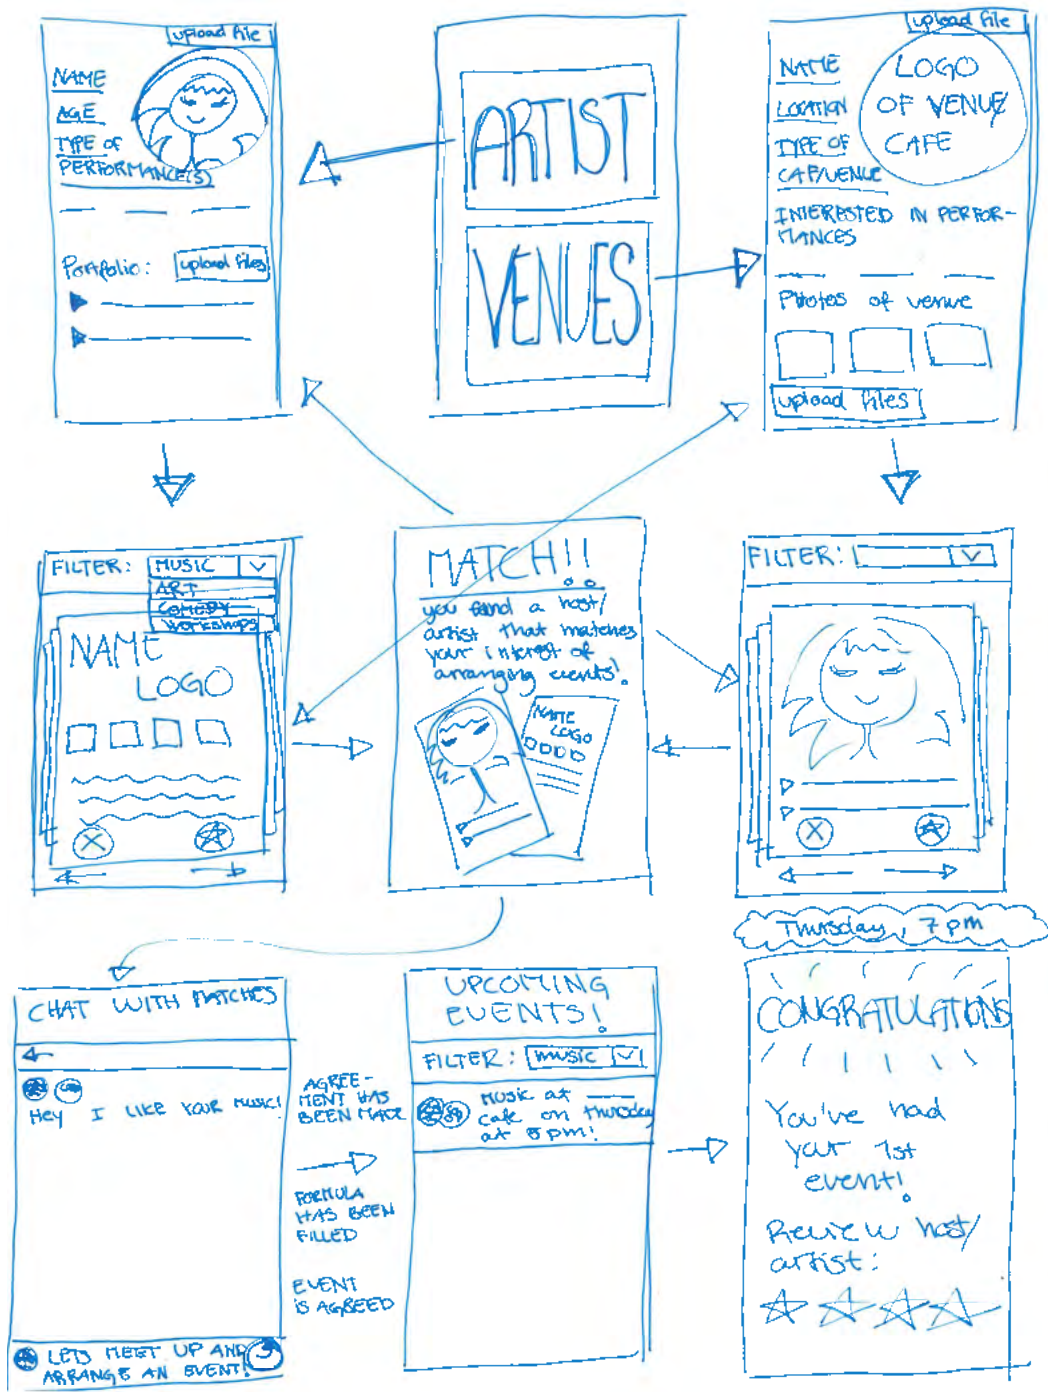 upload file
NAME
AGE
TYPE OF
PERFORMANCE(S)
Portfolio: upload files
ARTIST
VENUES
upload file
NAME
LOCATION
TYPE OF
CAF/VENUE
LOGO
OF VENUE/
CAFE
INTERESTED IN PERFOR-
MANCES
Photos of venue
upload files
FILTER: MUSIC
ART
COMEDY
Workshops
NAME
LOGO
MATCH!!
you found a host/
artist that matches
your interest of
arranging events!
NAME
LOGO
FILTER:
CHAT WITH MATCHES
Hey I LIKE YOUR MUSIC!
LETS MEET UP AND
ARRANGE AN EVENT!
AGREE-
MENT HAS
BEEN MADE
FORMULA
HAS BEEN
FILLED
EVENT
IS AGREED
UPCOMING
EVENTS!
FILTER: music
Music at
cafe on thursday
at 8 pm!
Thursday, 7 pm
CONGRATULATIONS
You've had
your 1st
event!
Review host/
artist: